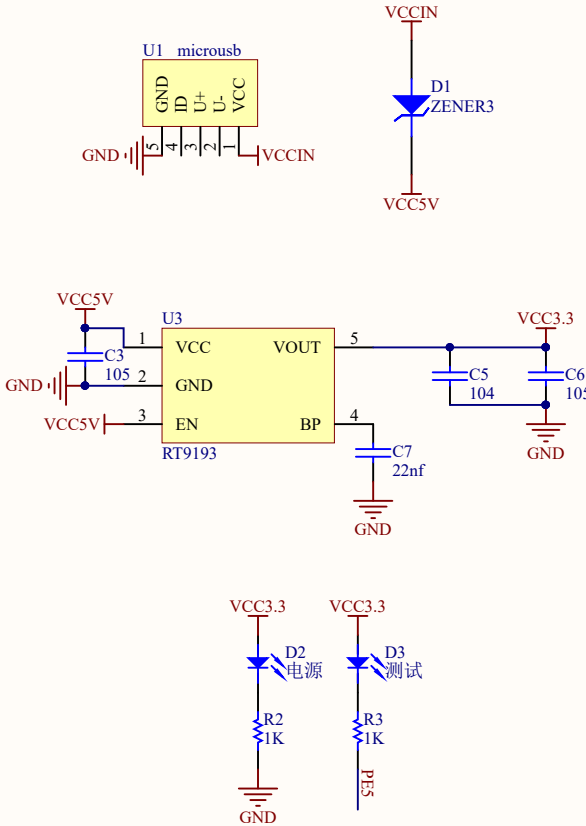 VCCIN
D1
ZENER3
VCC5V
U1 microusb
GND
ID
U+
U-
VCC
5
4
3
2
1
GND
VCCIN
VCC5V
C3
105
GND
VCC5V
U3
1
VCC
2
GND
3
EN
VOUT
5
BP
4
RT9193
VCC3.3
C5
104
C6
105
GND
C7
22nf
GND
VCC3.3
D2
电源
R2
1K
GND
VCC3.3
D3
测试
R3
1K
PE5